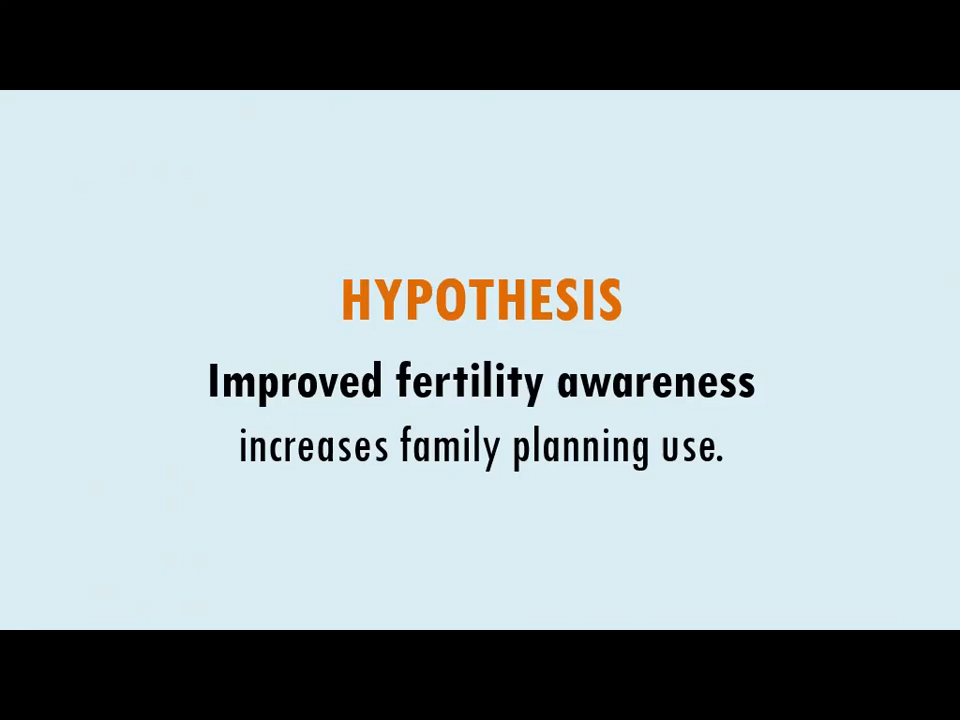 HYPOTHESIS
Improved fertility awareness
increases family planning use.